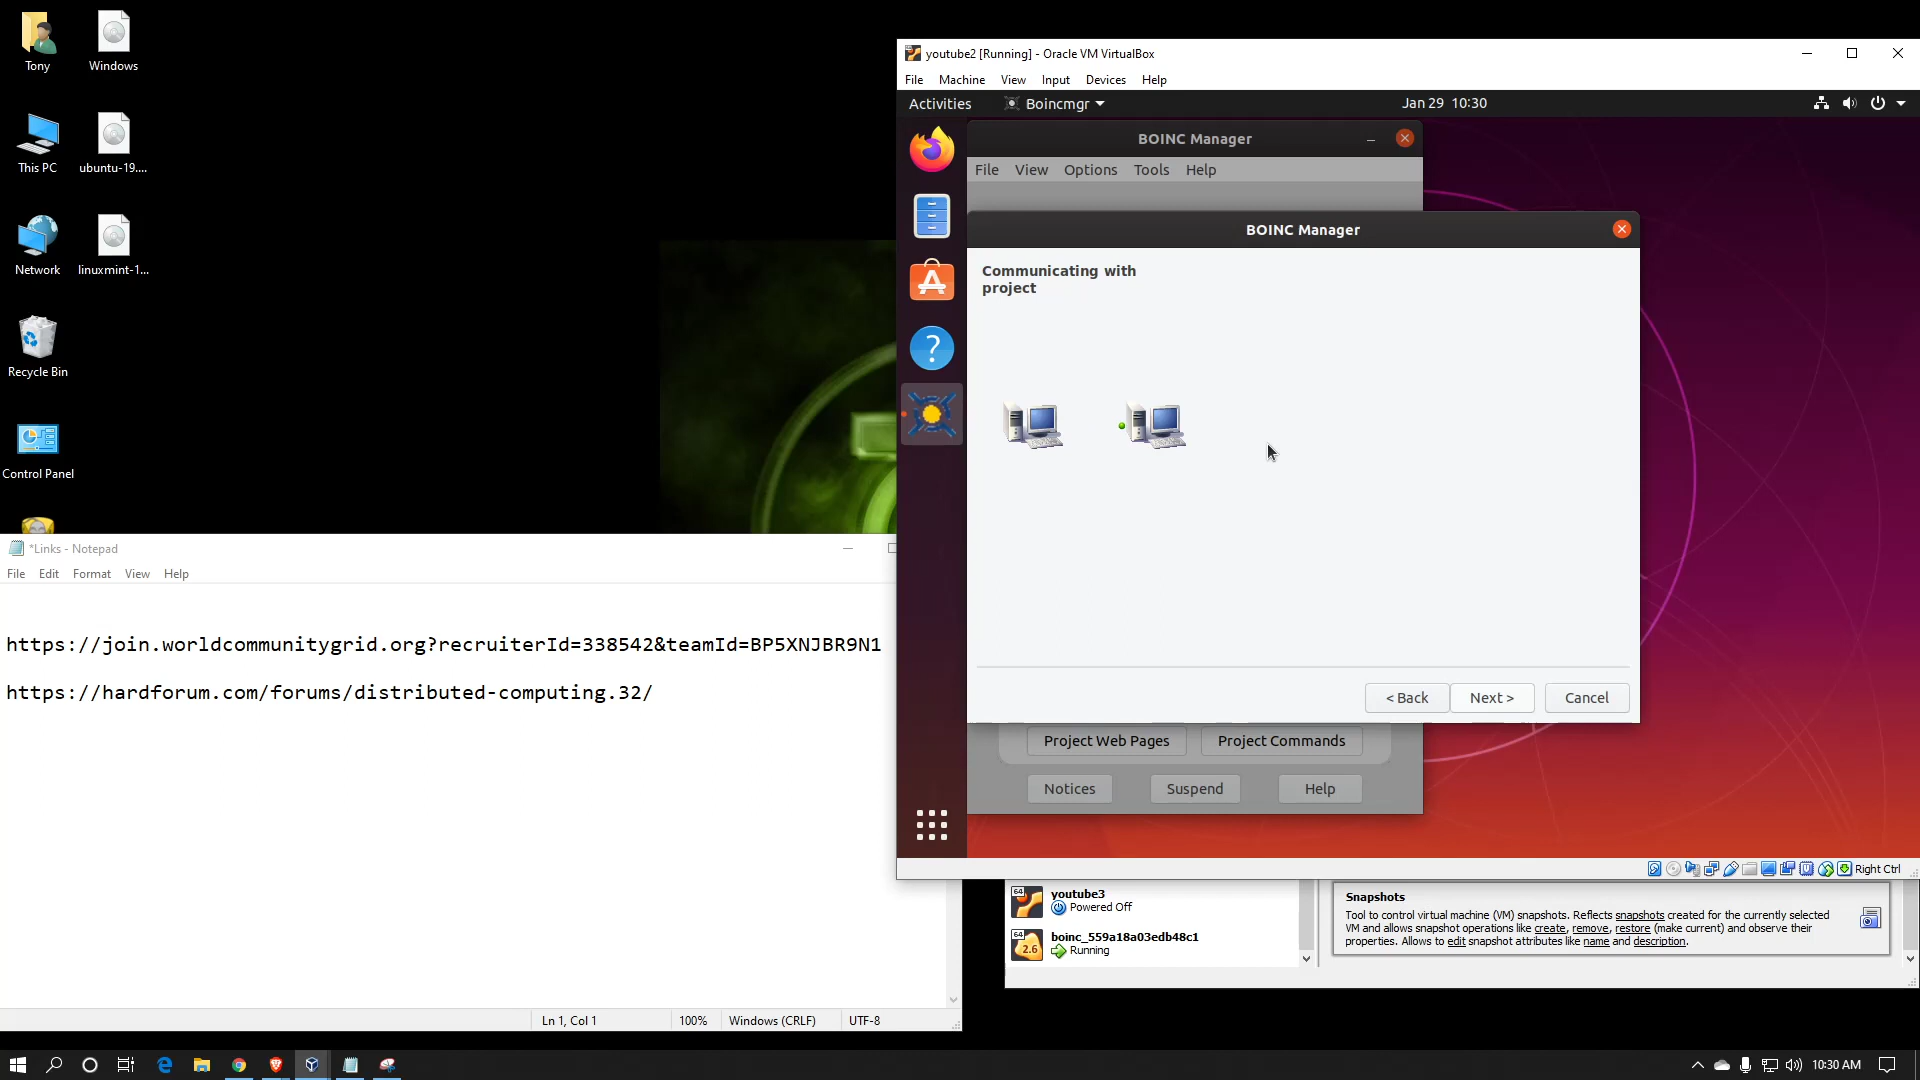 Tony
Windows
This PC
ubuntu-19....
Network
linuxmint-1...
Recycle Bin
Control Panel
*Links - Notepad
File Edit Format View Help
https://join.worldcommunitygrid.org?recruiterId=338542&teamId=BP5XNJBR9N1
https://hardforum.com/forums/distributed-computing.32/
Ln 1, Col 1 100% Windows (CRLF) UTF-8
youtube2 [Running] - Oracle VM VirtualBox
File Machine View Input Devices Help
Activities Boincmgr Jan 29 10:30
BOINC Manager
File View Options Tools Help
BOINC Manager
Communicating with
project
< Back Next > Cancel
Project Web Pages Project Commands
Notices Suspend Help
Right Ctrl
64 youtube3
Powered Off
64 2.6 boinc_559a18a03edb48c1
Running
Snapshots
Tool to control virtual machine (VM) snapshots. Reflects snapshots created for the currently selected
VM and allows snapshot operations like create, remove, restore (make current) and observe their
properties. Allows to edit snapshot attributes like name and description.
10:30 AM